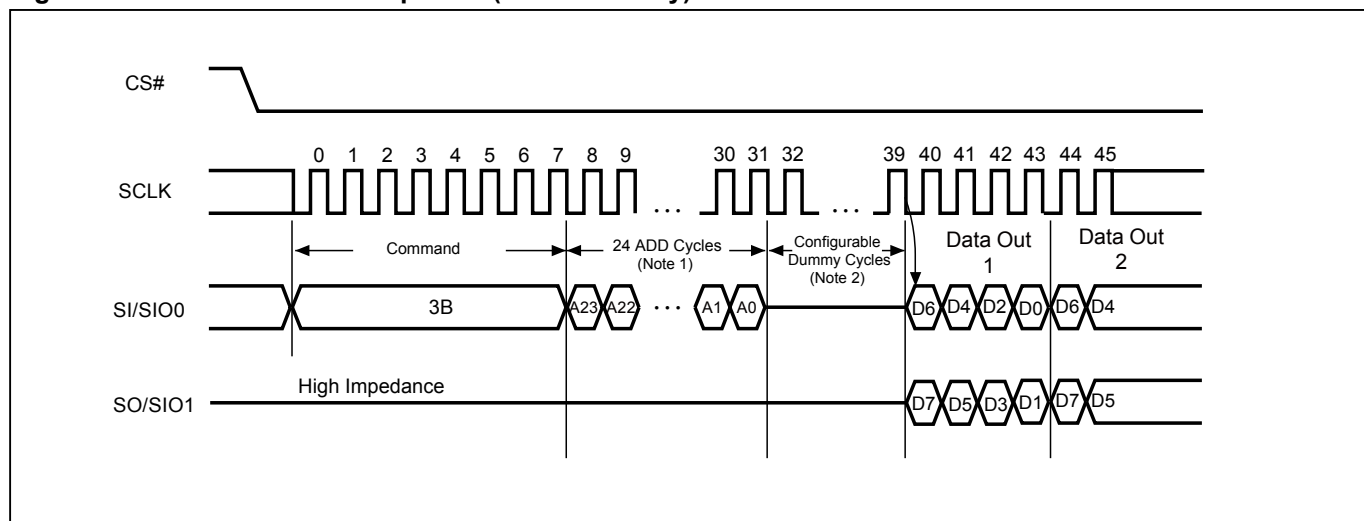 CS#
0 1 2 3 4 5 6 7 8 9 30 31 32 39 40 41 42 43 44 45
SCLK
... ...
Command
24 ADD Cycles
(Note 1)
Configurable
Dummy Cycles
(Note 2)
Data Out
1
Data Out
2
SI/SIO0
3B A23 A22 ... A1 A0 D6 D4 D2 D0 D6 D4
High Impedance
SO/SIO1
D7 D5 D3 D1 D7 D5